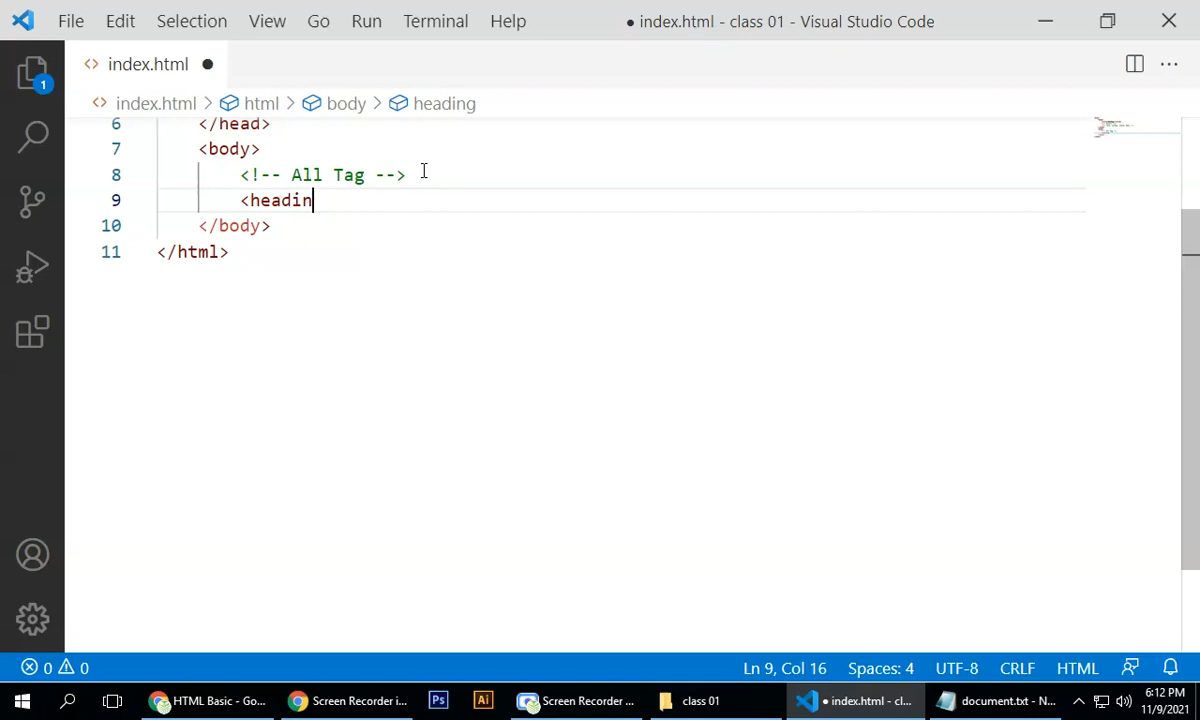 File Edit Selection View Go Run Terminal Help ● index.html - class 01 - Visual Studio Code
1
<> index.html ●
<> index.html > html > body > heading
6 </head>
7 <body>
8 <!-- All Tag -->
9 <headin
10 </body>
11 </html>
0 0 Ln 9, Col 16 Spaces: 4 UTF-8 CRLF HTML
HTML Basic - Go... Screen Recorder i... Ps Ai Screen Recorder ... class 01 ● index.html - cl... document.txt - N... 6:12 PM
11/9/2021